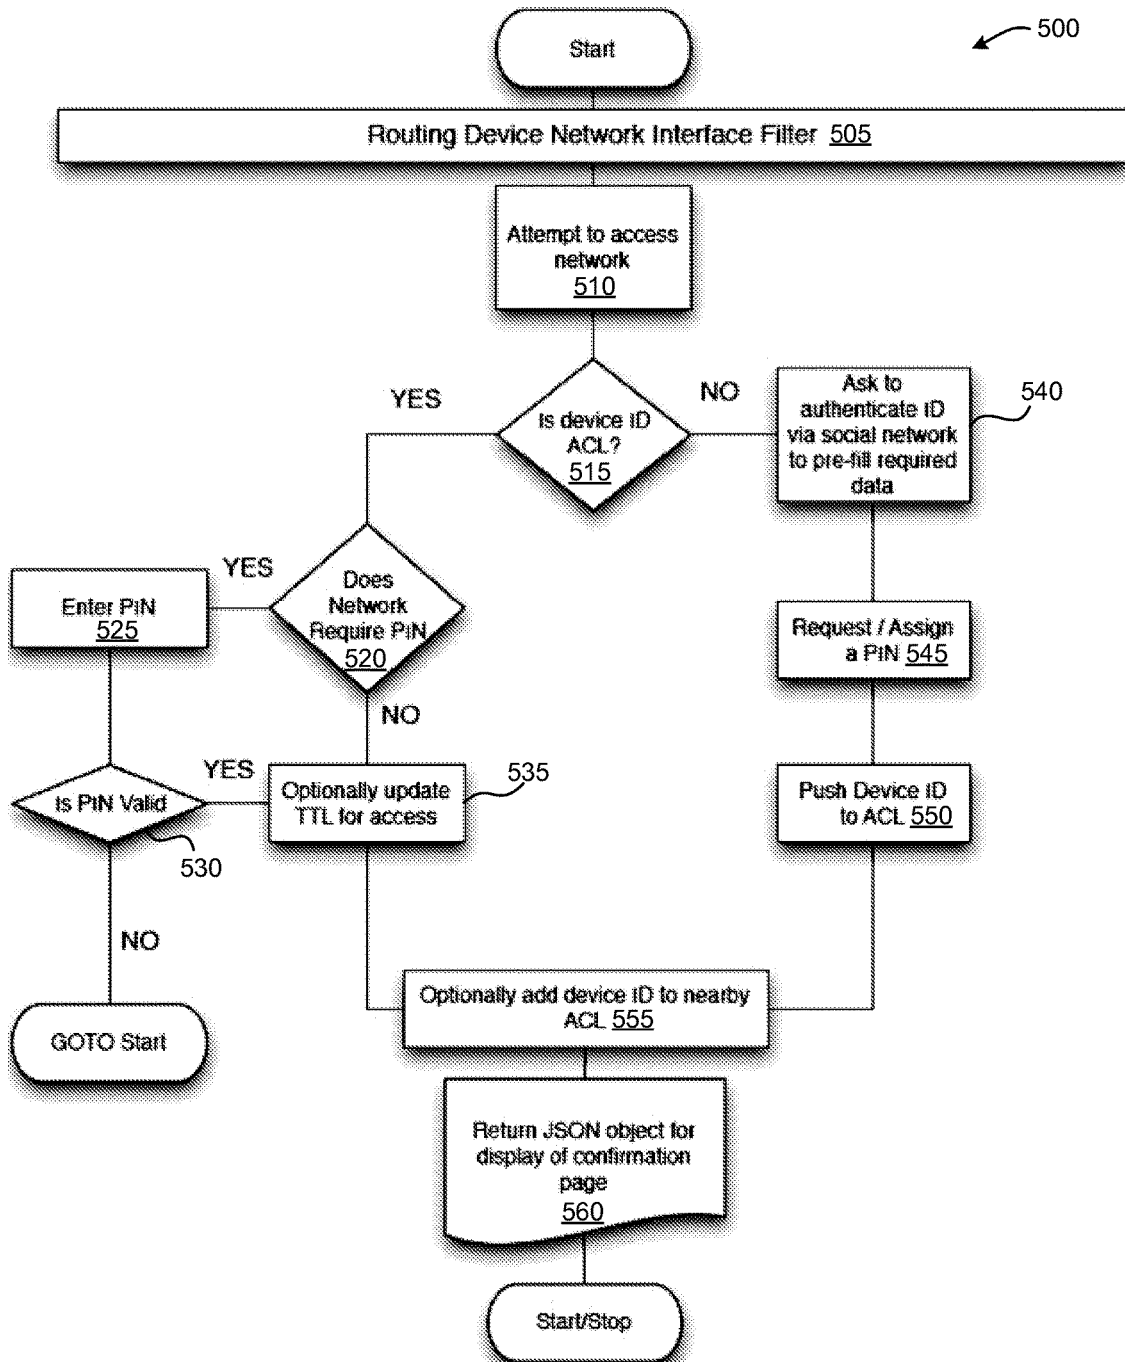 Start
500
Routing Device Network Interface Filter 505
Attempt to access
network
510
YES
NO
Is device ID
ACL?
515
Ask to
authenticate ID
via social network
to pre-fill required
data
540
YES
Enter PIN
525
Does
Network
Require PIN
520
NO
Request / Assign
a PIN 545
Is PIN Valid
530
YES
Optionally update
TTL for access
535
Push Device ID
to ACL 550
NO
GOTO Start
Optionally add device ID to nearby
ACL 555
Return JSON object for
display of confirmation
page
560
Start/Stop